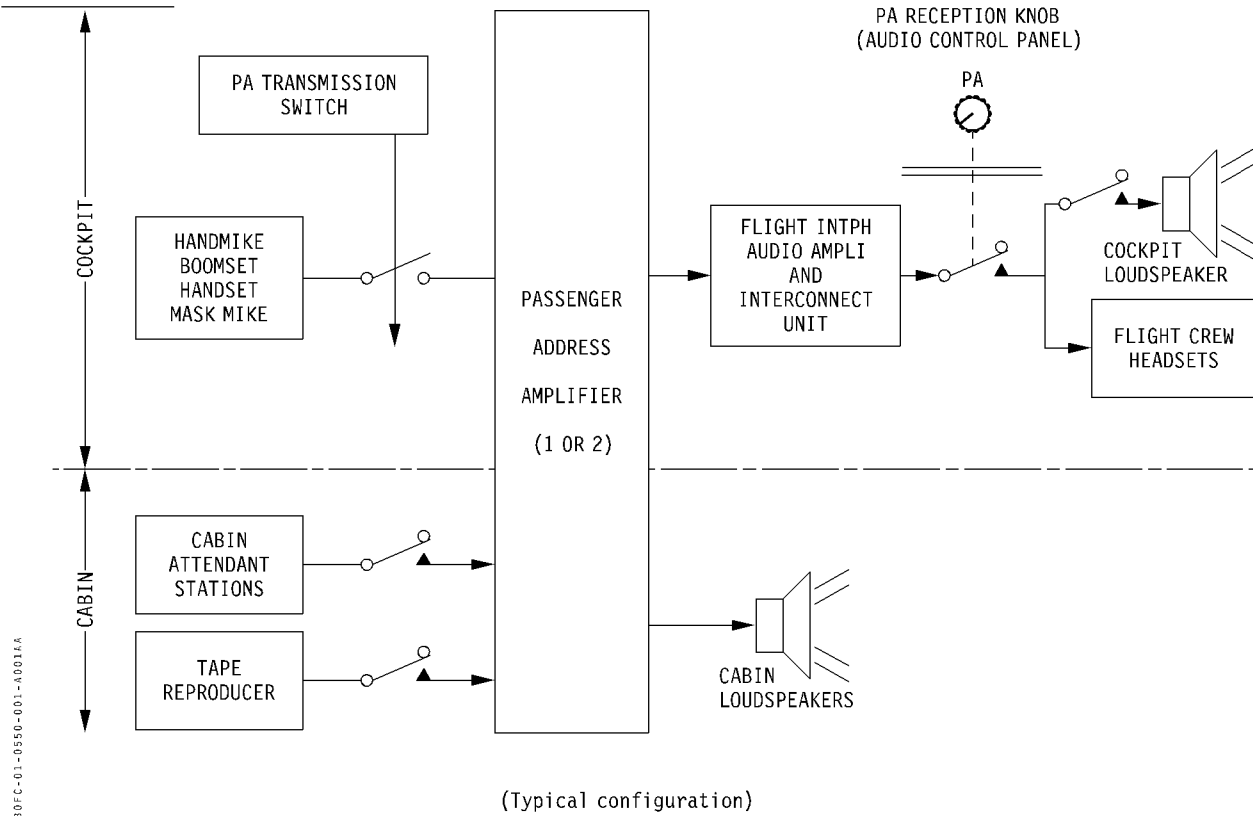 PA RECEPTION KNOB
(AUDIO CONTROL PANEL)
PA
PA TRANSMISSION
SWITCH
COCKPIT
HANDMIKE
BOOMSET
HANDSET
MASK MIKE
PASSENGER
ADDRESS
AMPLIFIER
(1 OR 2)
FLIGHT INTPH
AUDIO AMPLI
AND
INTERCONNECT
UNIT
COCKPIT
LOUDSPEAKER
FLIGHT CREW
HEADSETS
CABIN
CABIN
ATTENDANT
STATIONS
TAPE
REPRODUCER
CABIN
LOUDSPEAKERS
(Typical configuration)